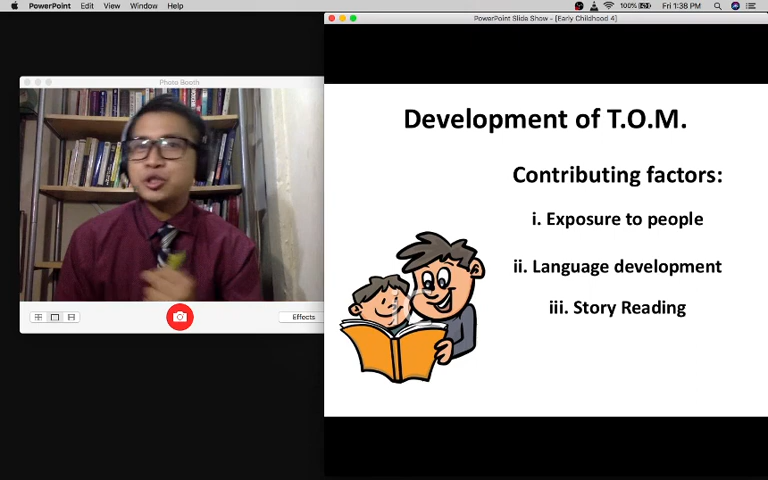 PowerPoint Edit View Window Help
100% Fri 1:38 PM
PowerPoint Slide Show - [Early Childhood 4]
Photo Booth
Development of T.O.M.
Contributing factors:
i. Exposure to people
ii. Language development
iii. Story Reading
Effects